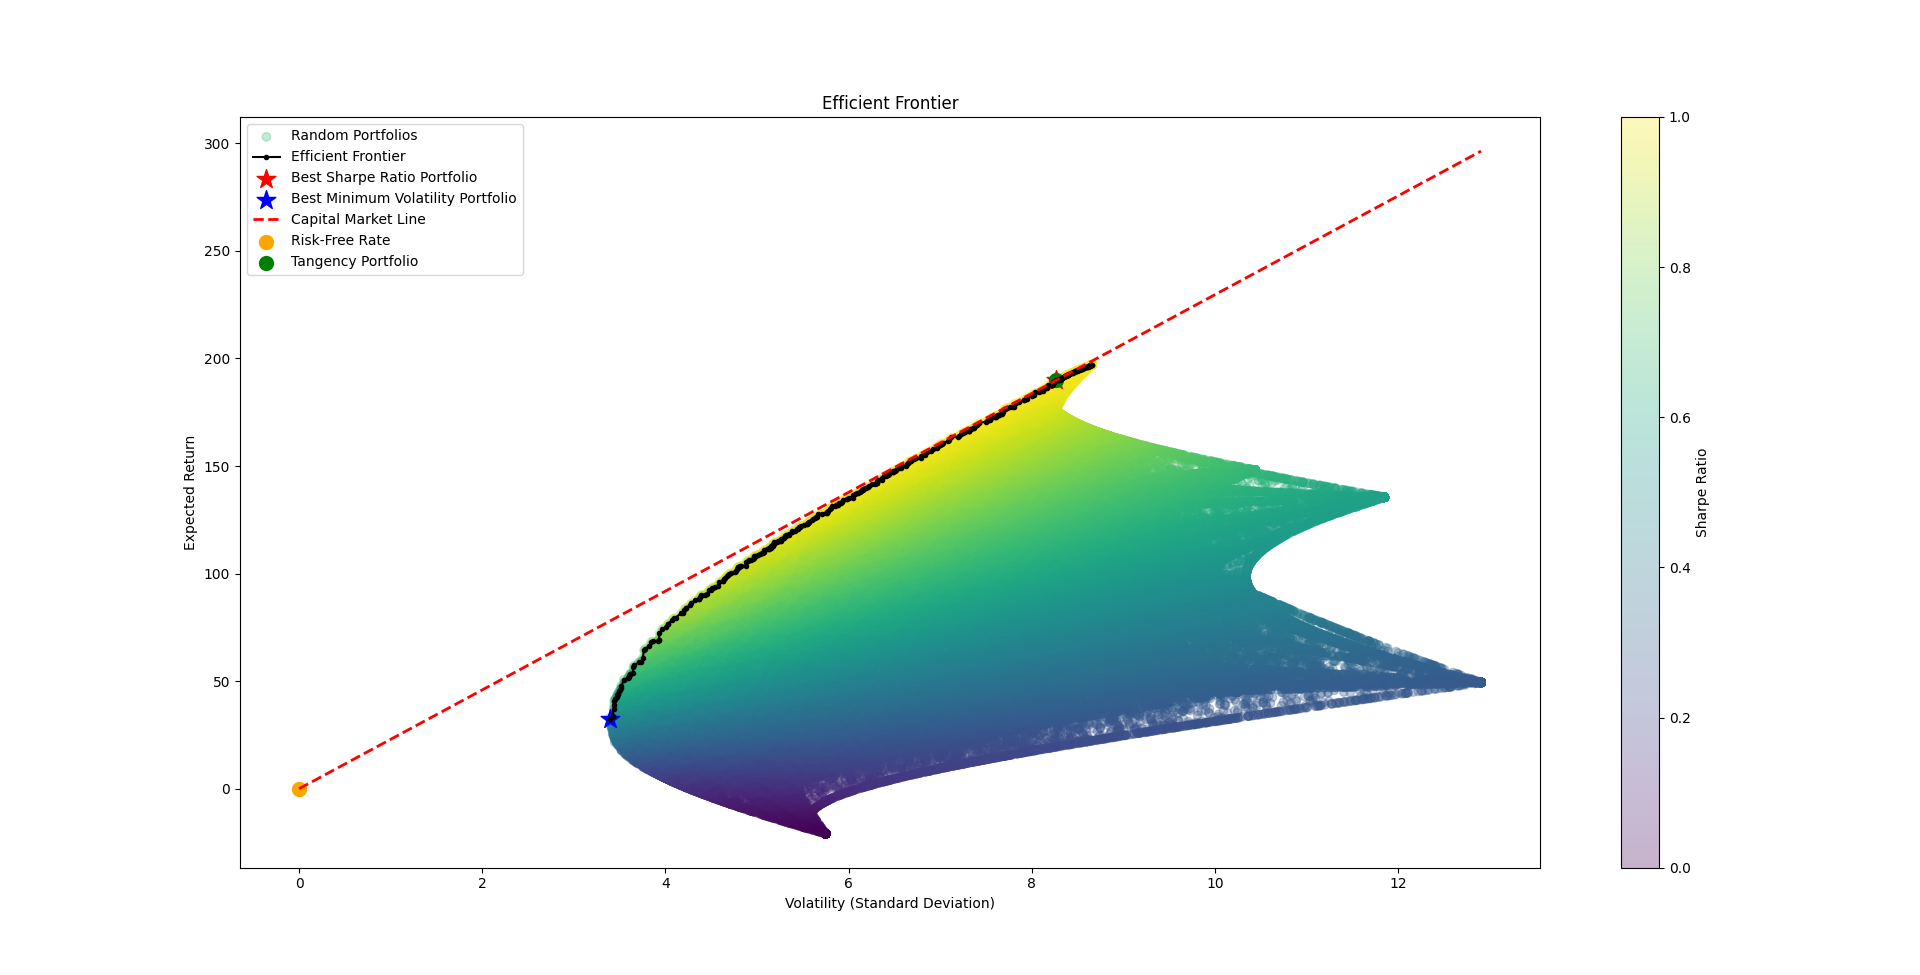 Efficient Frontier
Random Portfolios
Efficient Frontier
Best Sharpe Ratio Portfolio
Best Minimum Volatility Portfolio
Capital Market Line
Risk-Free Rate
Tangency Portfolio
300
250
200
150
100
50
0
Expected Return
0 2 4 6 8 10 12
Volatility (Standard Deviation)
1.0
0.8
0.6
0.4
0.2
0.0
Sharpe Ratio